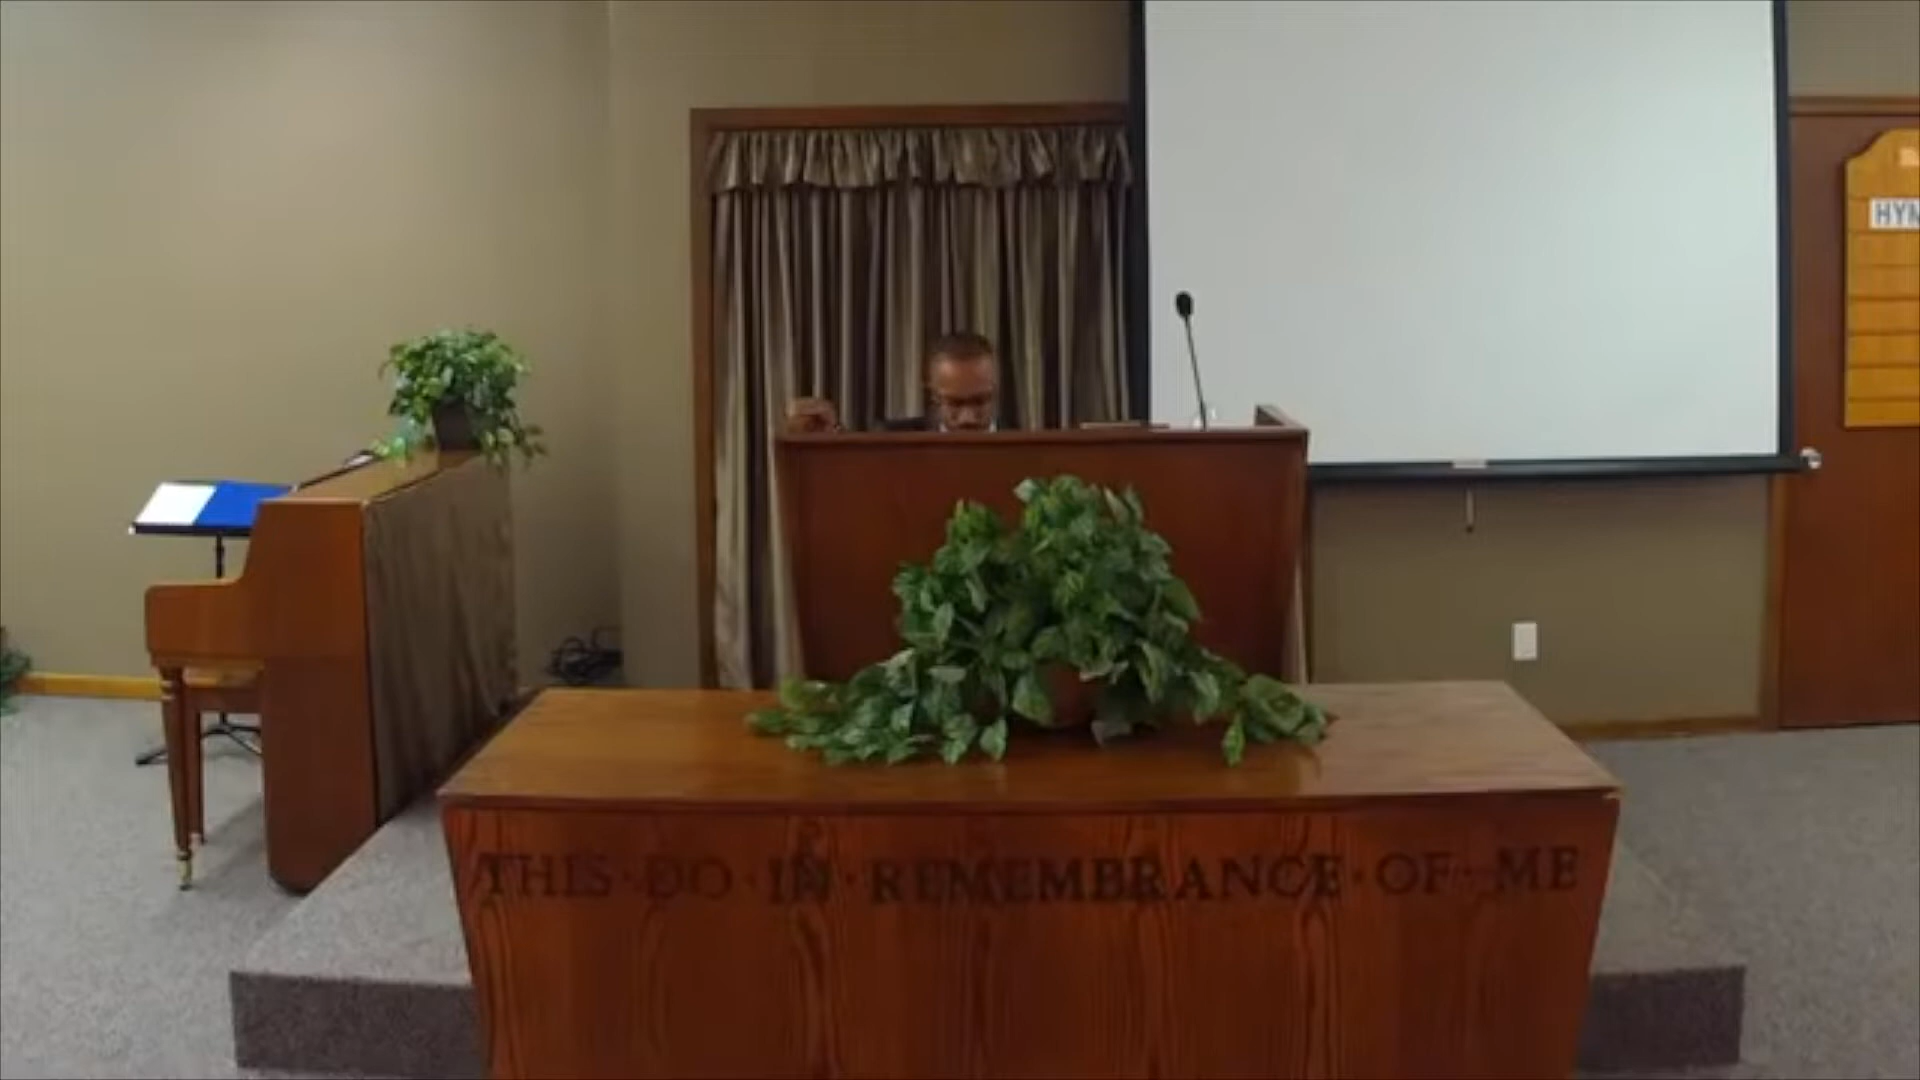 HYM
THIS · DO · IN · REMEMBRANCE · OF · ME